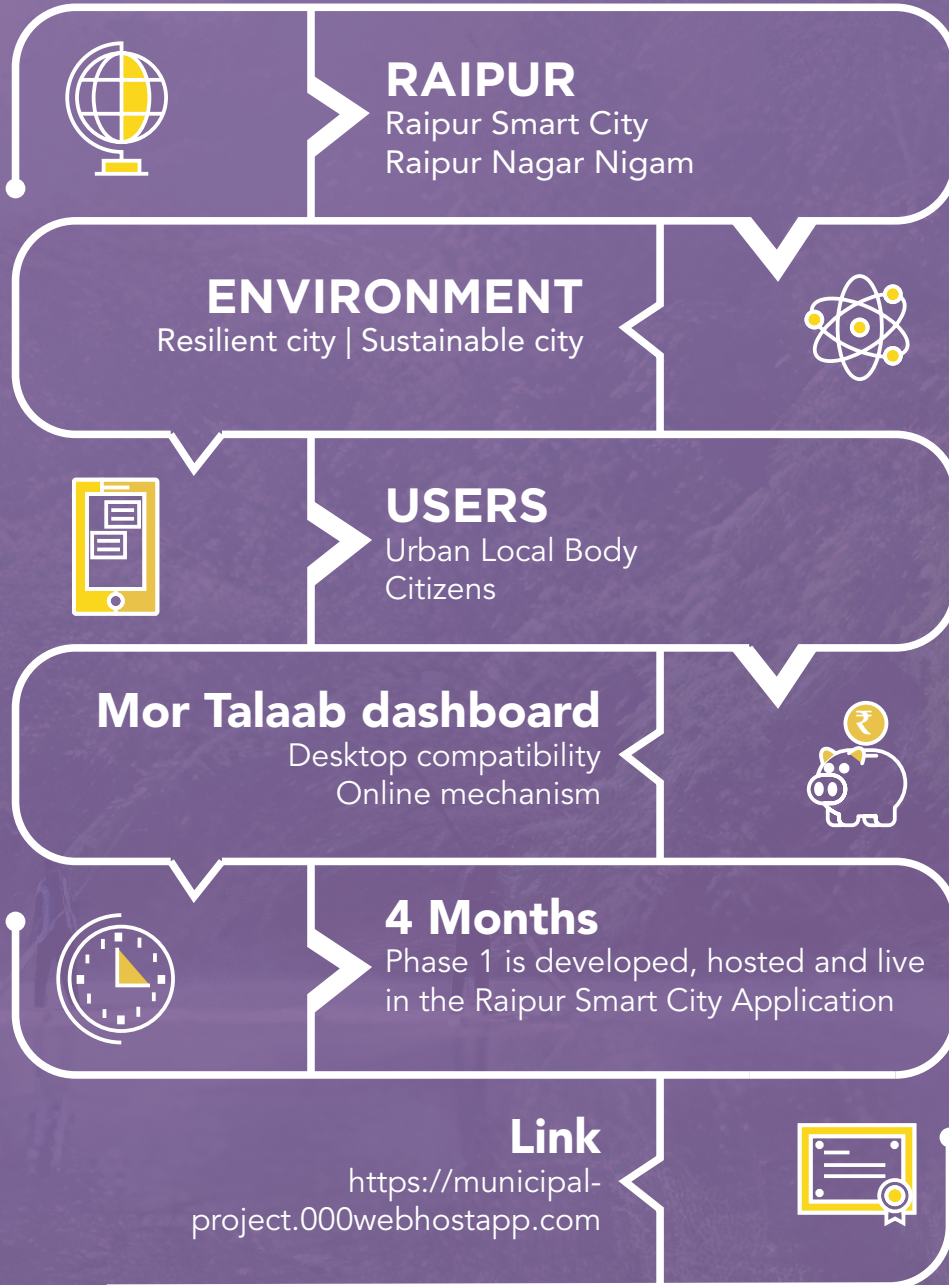 RAIPUR
Raipur Smart City
Raipur Nagar Nigam
ENVIRONMENT
Resilient city | Sustainable city
USERS
Urban Local Body
Citizens
Mor Talaab dashboard
Desktop compatibility
Online mechanism
₹
4 Months
Phase 1 is developed, hosted and live
in the Raipur Smart City Application
Link
https://municipal-
project.000webhostapp.com